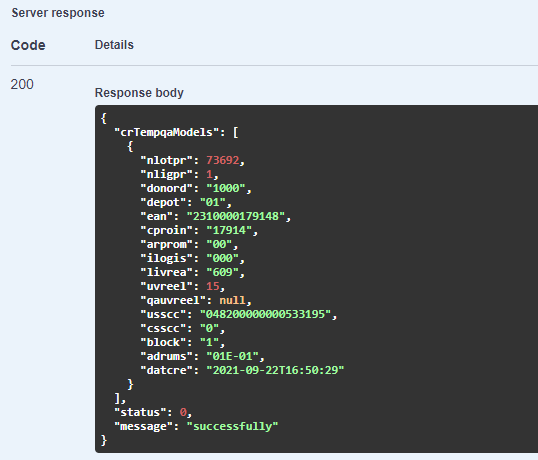 Server response
Code Details
200
Response body
{
  "crTempqaModels": [
    {
      "nlotpr": 73692,
      "nligpr": 1,
      "donord": "1000",
      "depot": "01",
      "ean": "2310000179148",
      "cproin": "17914",
      "arprom": "00",
      "ilogis": "000",
      "livrea": "609",
      "uvreel": 15,
      "qauvreel": null,
      "usscc": "048200000000533195",
      "csscc": "0",
      "block": "1",
      "adrums": "01E-01",
      "datcre": "2021-09-22T16:50:29"
    }
  ],
  "status": 0,
  "message": "successfully"
}